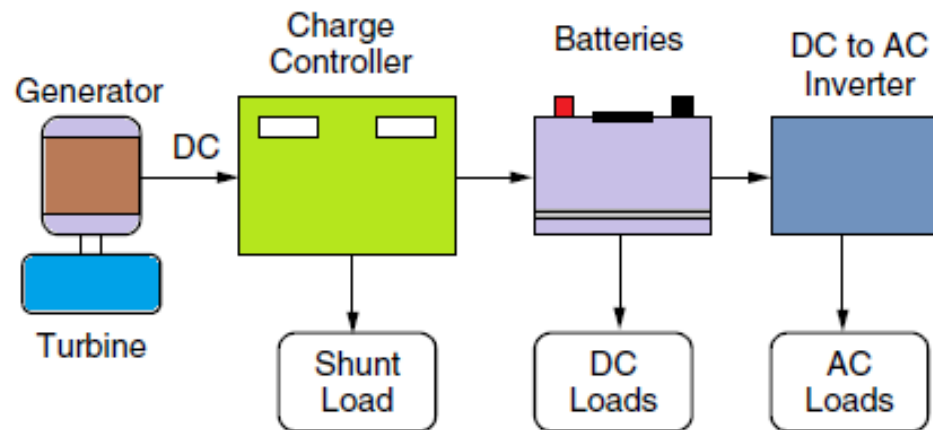 Charge
Controller
Batteries
DC to AC
Inverter
Generator
DC
Turbine
Shunt
Load
DC
Loads
AC
Loads